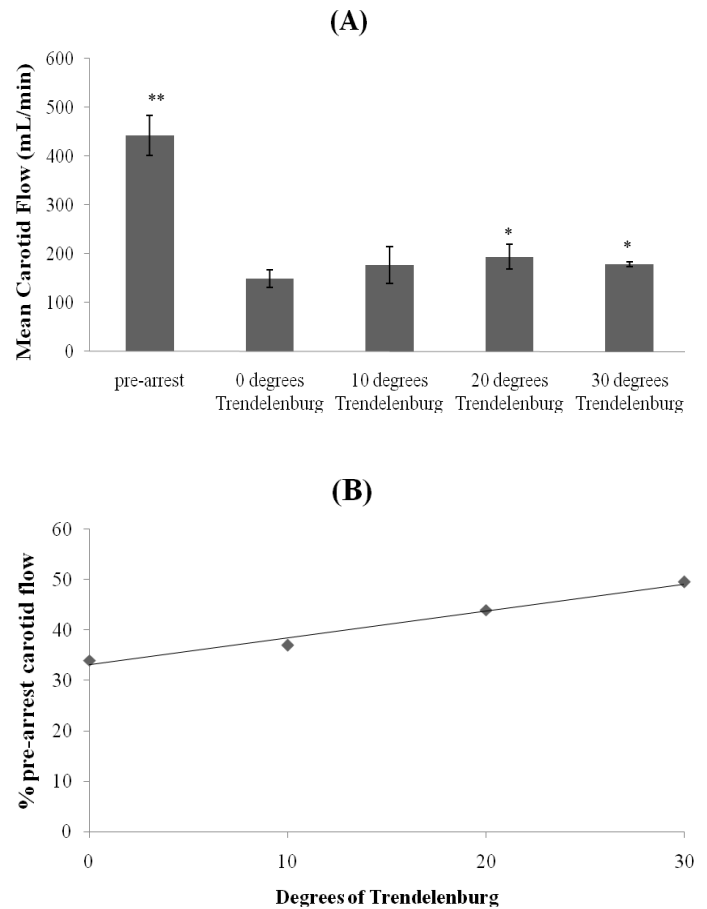 (A)
Mean Carotid Flow (mL/min)
600
500
400
300
200
100
0
**
*
*
pre-arrest
0 degrees
Trendelenburg
10 degrees
Trendelenburg
20 degrees
Trendelenburg
30 degrees
Trendelenburg
(B)
% pre-arrest carotid flow
60
50
40
30
20
10
0
0
10
20
30
Degrees of Trendelenburg